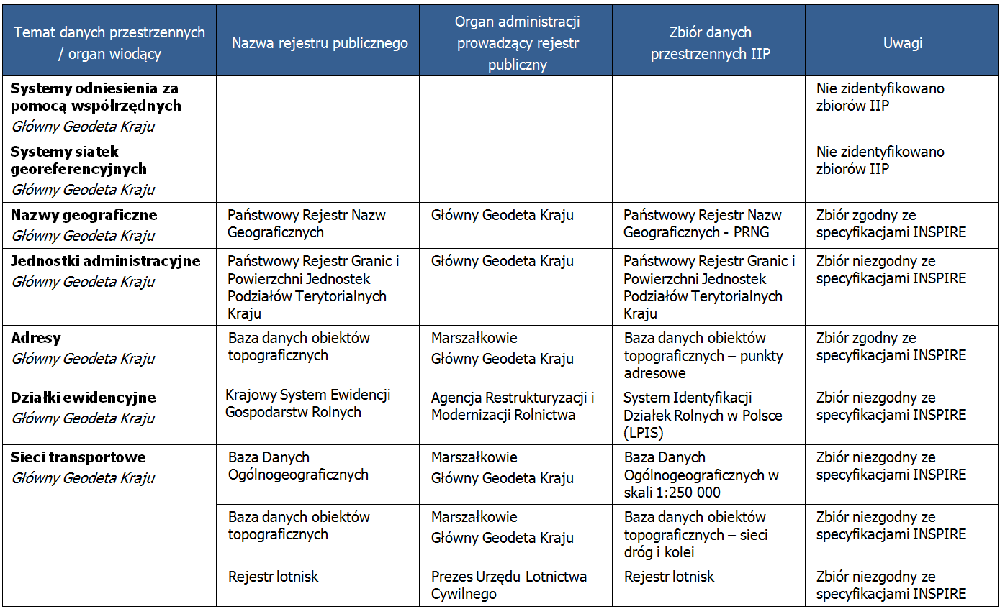 Temat danych przestrzennych
/ organ wiodący
Nazwa rejestru publicznego
Organ administracji
prowadzący rejestr
publiczny
Zbiór danych
przestrzennych IIP
Uwagi
Systemy odniesienia za
pomocą współrzędnych
Główny Geodeta Kraju
Nie zidentyfikowano
zbiorów IIP
Systemy siatek
georeferencyjnych
Główny Geodeta Kraju
Nie zidentyfikowano
zbiorów IIP
Nazwy geograficzne
Główny Geodeta Kraju
Państwowy Rejestr Nazw
Geograficznych
Główny Geodeta Kraju
Państwowy Rejestr Nazw
Geograficznych - PRNG
Zbiór zgodny ze
specyfikacjami INSPIRE
Jednostki administracyjne
Główny Geodeta Kraju
Państwowy Rejestr Granic i
Powierzchni Jednostek
Podziałów Terytorialnych
Kraju
Główny Geodeta Kraju
Państwowy Rejestr Granic i
Powierzchni Jednostek
Podziałów Terytorialnych
Kraju
Zbiór niezgodny ze
specyfikacjami INSPIRE
Adresy
Główny Geodeta Kraju
Baza danych obiektów
topograficznych
Marszałkowie
Główny Geodeta Kraju
Baza danych obiektów
topograficznych – punkty
adresowe
Zbiór zgodny ze
specyfikacjami INSPIRE
Działki ewidencyjne
Główny Geodeta Kraju
Krajowy System Ewidencji
Gospodarstw Rolnych
Agencja Restrukturyzacji i
Modernizacji Rolnictwa
System Identyfikacji
Działek Rolnych w Polsce
(LPIS)
Zbiór niezgodny ze
specyfikacjami INSPIRE
Sieci transportowe
Główny Geodeta Kraju
Baza Danych
Ogólnogeograficznych
Marszałkowie
Główny Geodeta Kraju
Baza Danych
Ogólnogeograficznych w
skali 1:250 000
Zbiór niezgodny ze
specyfikacjami INSPIRE
Baza danych obiektów
topograficznych
Marszałkowie
Główny Geodeta Kraju
Baza danych obiektów
topograficznych – sieci
dróg i kolei
Zbiór niezgodny ze
specyfikacjami INSPIRE
Rejestr lotnisk
Prezes Urzędu Lotnictwa
Cywilnego
Rejestr lotnisk
Zbiór niezgodny ze
specyfikacjami INSPIRE